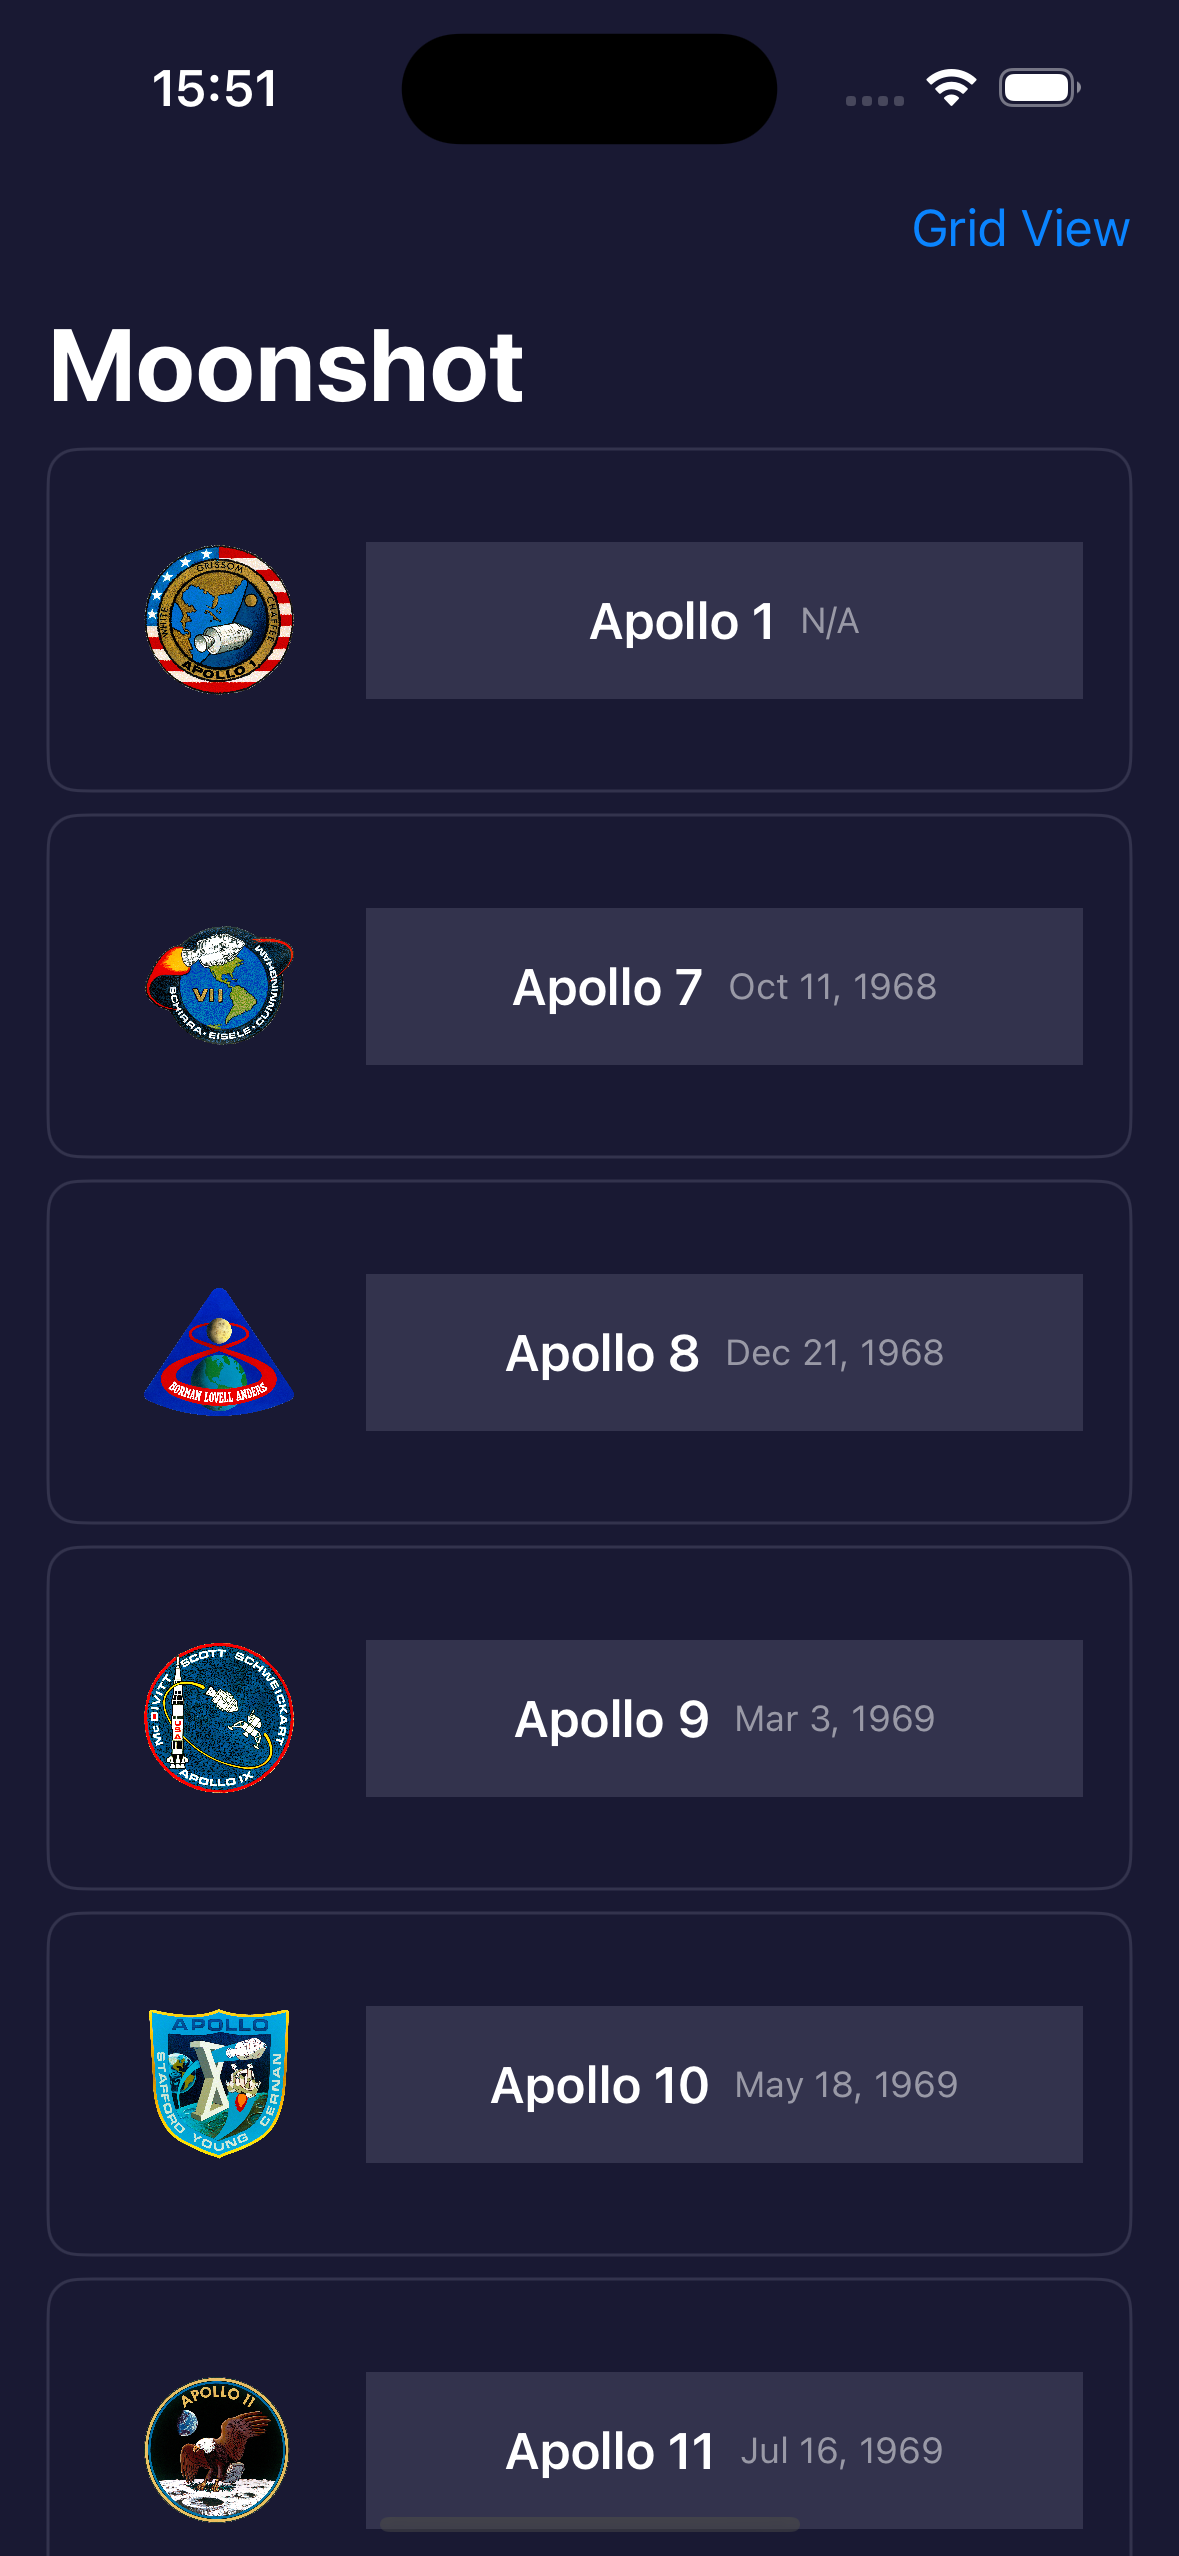 15:51
Grid View
Moonshot
GRISSOM
WHITE
CHAFFEE
APOLLO 1
Apollo 1 N/A
VII
SCHIRRA • EISELE • CUNNINGHAM
Apollo 7 Oct 11, 1968
BORMAN LOVELL ANDERS
Apollo 8 Dec 21, 1968
McDIVITT SCOTT SCHWEICKART
USA
APOLLO IX
Apollo 9 Mar 3, 1969
APOLLO
X
STAFFORD YOUNG CERNAN
Apollo 10 May 18, 1969
APOLLO 11
Apollo 11 Jul 16, 1969